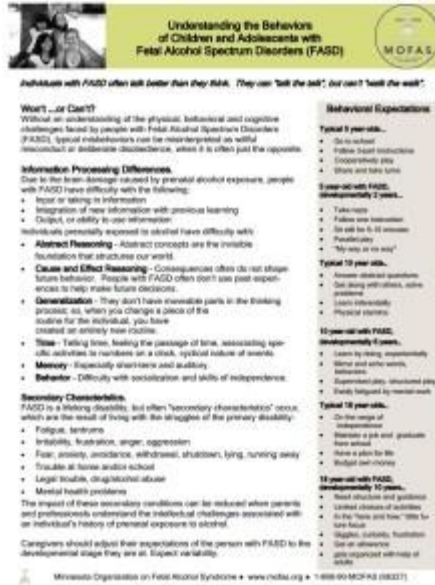 Understanding the Behaviors
of Children and Adolescents with
Fetal Alcohol Spectrum Disorders (FASD)
MOFAS
Individuals with FASD often talk better than they think. They can "talk the talk", but can't "walk the walk".
Won't ...or Can't?
Without an understanding of the physical, behavioral and cognitive
challenges faced by people with Fetal Alcohol Spectrum Disorders
(FASD), typical misbehaviors can be misinterpreted as willful
misconduct or deliberate disobedience, when it is often just the opposite.
Information Processing Differences.
Due to the brain damage caused by prenatal alcohol exposure, people
with FASD have difficulty with the following:
• Input or taking in information
• Integration of new information with previous learning
• Output, or ability to use information
Individuals prenatally exposed to alcohol have difficulty with:
• Abstract Reasoning - Abstract concepts are the invisible
foundation that structures our world.
• Cause and Effect Reasoning - Consequences often do not shape
future behavior. People with FASD often don't use past experi-
ences to help make future decisions.
• Generalization - They don't have moveable parts in the thinking
process; so, when you change a piece of the
routine for the individual, you have
created an entirely new routine.
• Time - Telling time, feeling the passage of time, associating spe-
cific activities to numbers on a clock, cyclical nature of events.
• Memory - Especially short-term and auditory.
• Behavior - Difficulty with socialization and skills of independence.
Secondary Characteristics.
FASD is a lifelong disability, but often "secondary characteristics" occur,
which are the result of living with the struggles of the primary disability:
• Fatigue, tantrums
• Irritability, frustration, anger, aggression
• Fear, anxiety, avoidance, withdrawal, shutdown, lying, running away
• Trouble at home and/or school
• Legal trouble, drug/alcohol abuse
• Mental health problems
The impact of these secondary conditions can be reduced when parents
and professionals understand the intellectual challenges associated with
an individual's history of prenatal exposure to alcohol.
Caregivers should adjust their expectations of the person with FASD to the
developmental stage they are at. Expect variability.
Behavioral Expectations
Typical 5 year-olds...
• Go to school
• Follow 3-part instructions
• Cooperatively play
• Share and take turns
5 year-old with FASD,
developmentally 2 years...
• Take naps
• Follow one instruction
• Sit still for 5-10 minutes
• Parallel play
• "My way or no way"
Typical 10 year olds...
• Answer abstract questions
• Get along with others, solve
problems
• Learn inferentially
• Physical stamina
10 year-old with FASD,
developmentally 6 years...
• Learn by doing, experientially
• Mirror and echo words,
behaviors
• Supervised play, structured play
• Easily fatigued by mental work
Typical 18 year-olds...
• On the verge of
independence
• Maintain a job and graduate
from school
• Have a plan for life
• Budget own money
18 year-old with FASD,
developmentally 10 years...
• Need structure and guidance
• Limited choices of activities
• In the "here and now," little fu-
ture focus
• Giggles, curiosity, frustration
• Get an allowance
• gets organized with help of
adults
Minnesota Organization on Fetal Alcohol Syndrome ● www.mofas.org ● 1-866-90-MOFAS (66327)